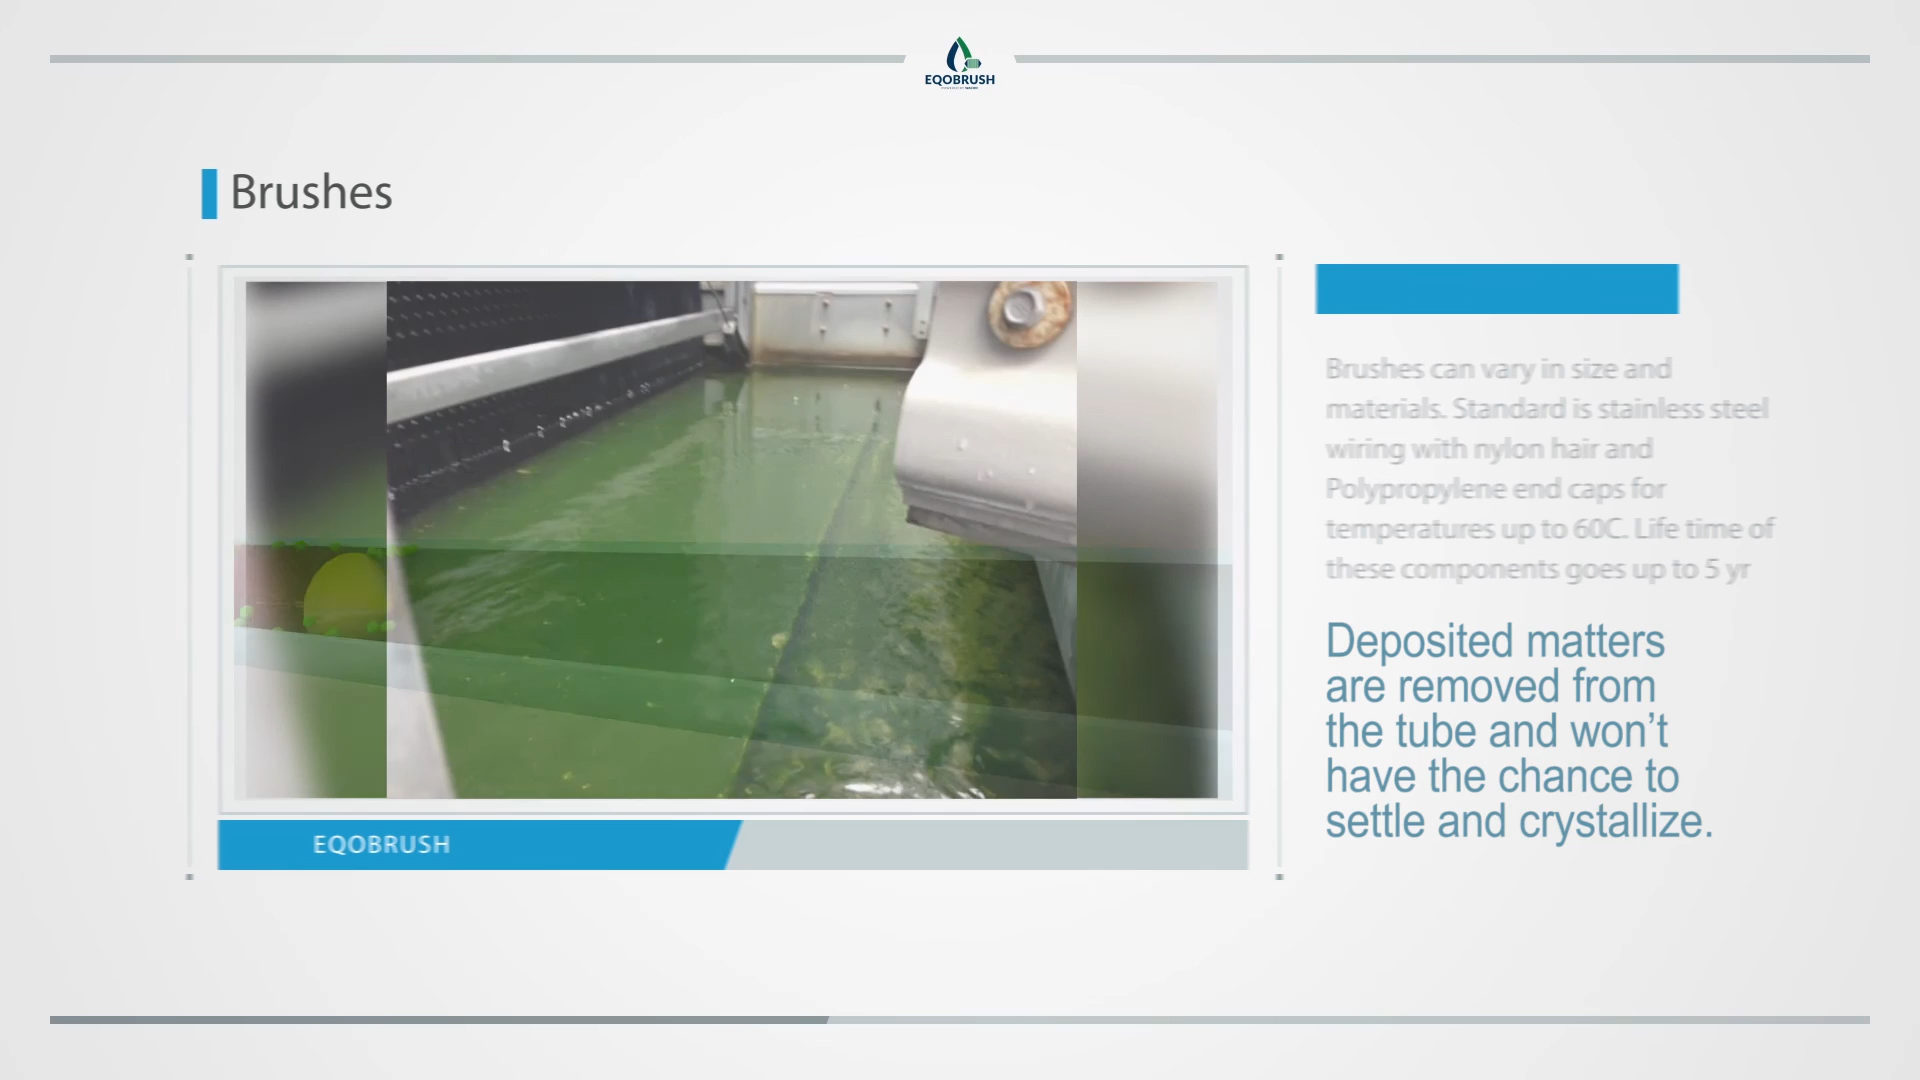 EQOBRUSH
Brushes
Brushes can vary in size and
materials. Standard is stainless steel
wiring with nylon hair and
Polypropylene end caps for
temperatures up to 60C. Life time of
these components goes up to 5 yr
Deposited matters
are removed from
the tube and won’t
have the chance to
settle and crystallize.
EQOBRUSH